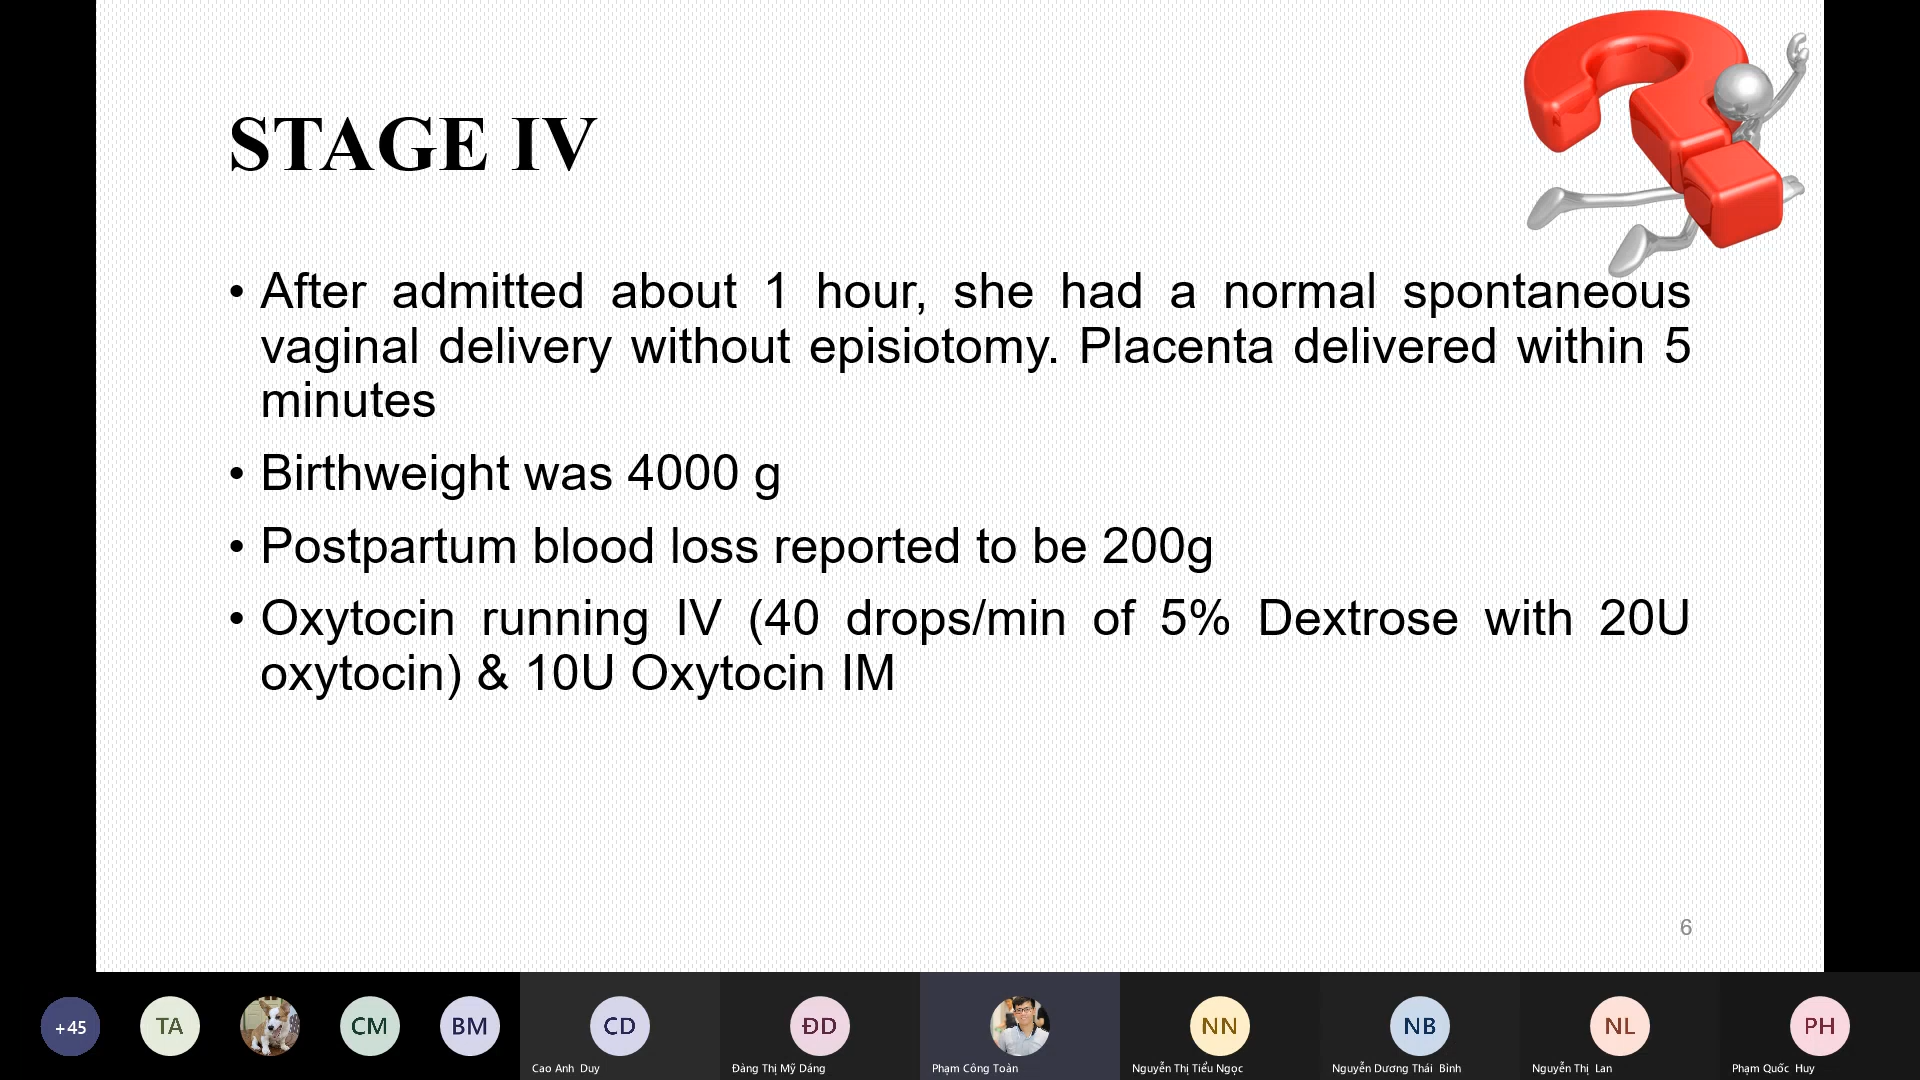 STAGE IV
• After admitted about 1 hour, she had a normal spontaneous
vaginal delivery without episiotomy. Placenta delivered within 5
minutes
• Birthweight was 4000 g
• Postpartum blood loss reported to be 200g
• Oxytocin running IV (40 drops/min of 5% Dextrose with 20U
oxytocin) & 10U Oxytocin IM
6
+45
TA
CM
BM
CD
ĐD
NN
NB
NL
PH
Cao Anh Duy
Đàng Thị Mỹ Dáng
Phạm Công Toàn
Nguyễn Thị Tiểu Ngọc
Nguyễn Dương Thái Bình
Nguyễn Thị Lan
Phạm Quốc Huy